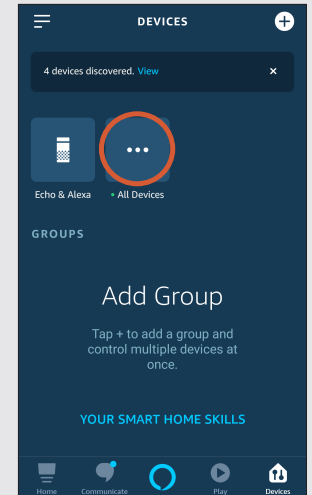 DEVICES
4 devices discovered. View
Echo & Alexa
All Devices
GROUPS
Add Group
Tap + to add a group and
control multiple devices at
once.
YOUR SMART HOME SKILLS
Home
Communicate
Play
Devices